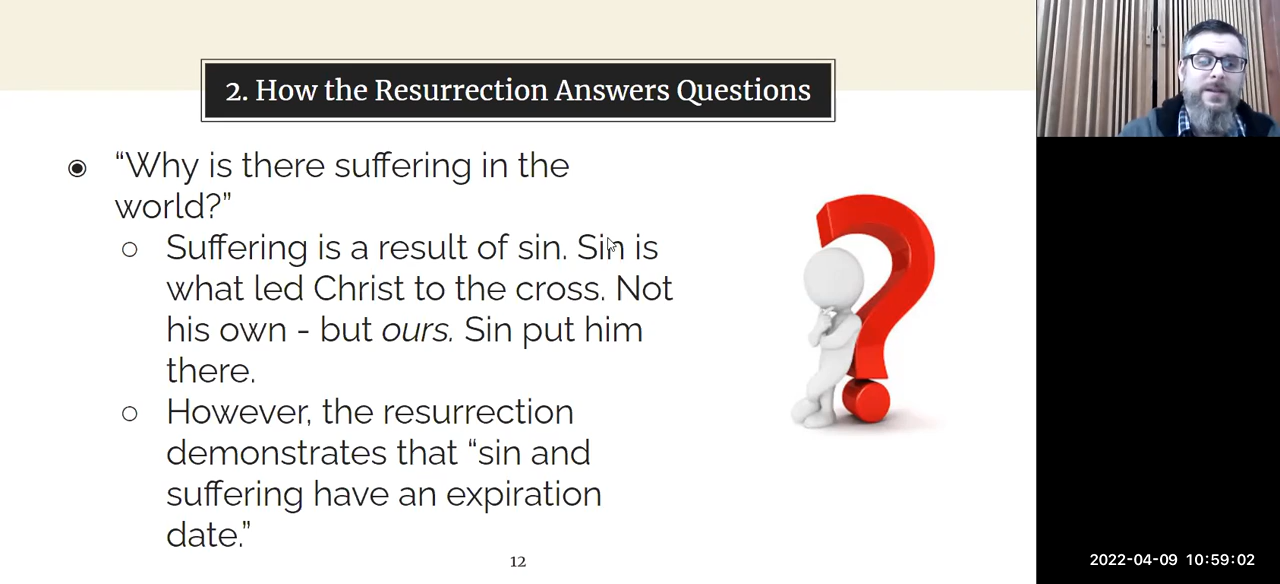 2. How the Resurrection Answers Questions
“Why is there suffering in the
world?”
Suffering is a result of sin. Sin is
what led Christ to the cross. Not
his own - but ours. Sin put him
there.
However, the resurrection
demonstrates that “sin and
suffering have an expiration
date.”
12
2022-04-09 10:59:02